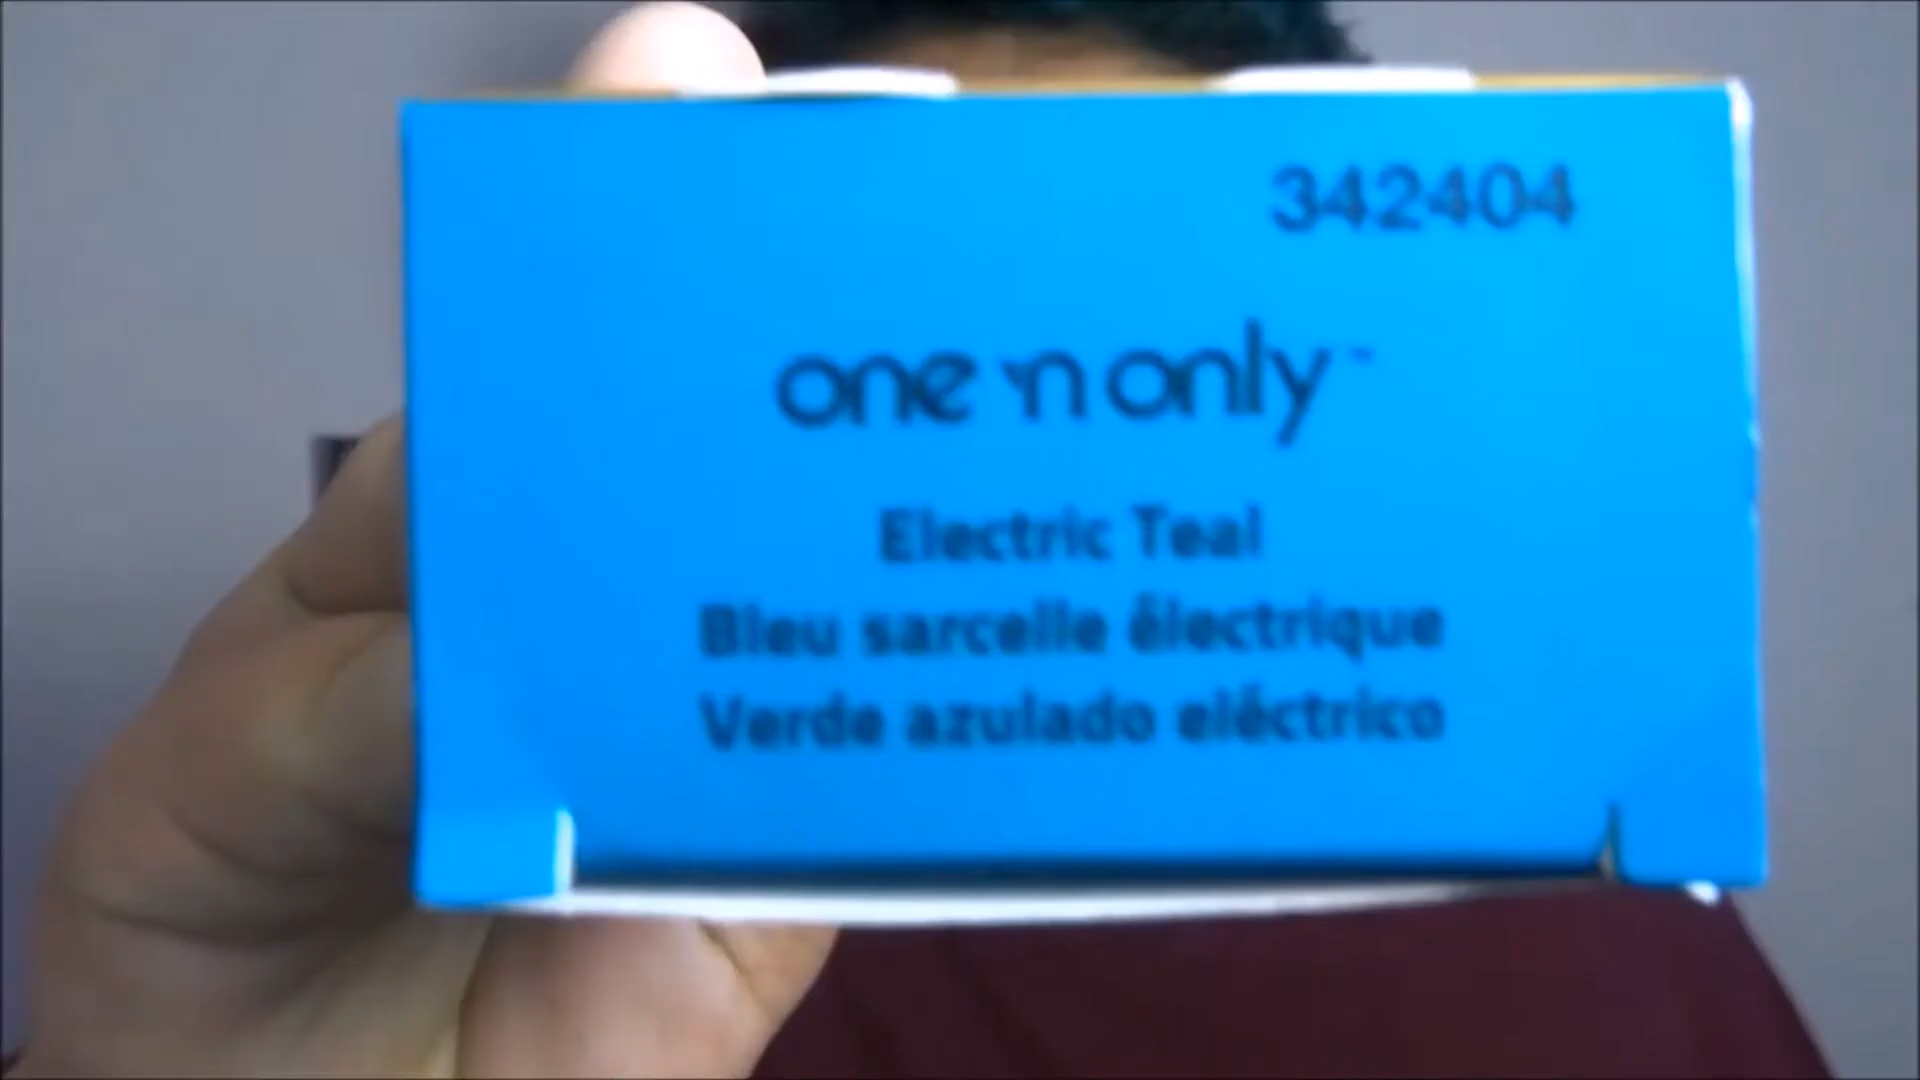 342404
one 'n only™
Electric Teal
Bleu sarcelle électrique
Verde azulado eléctrico